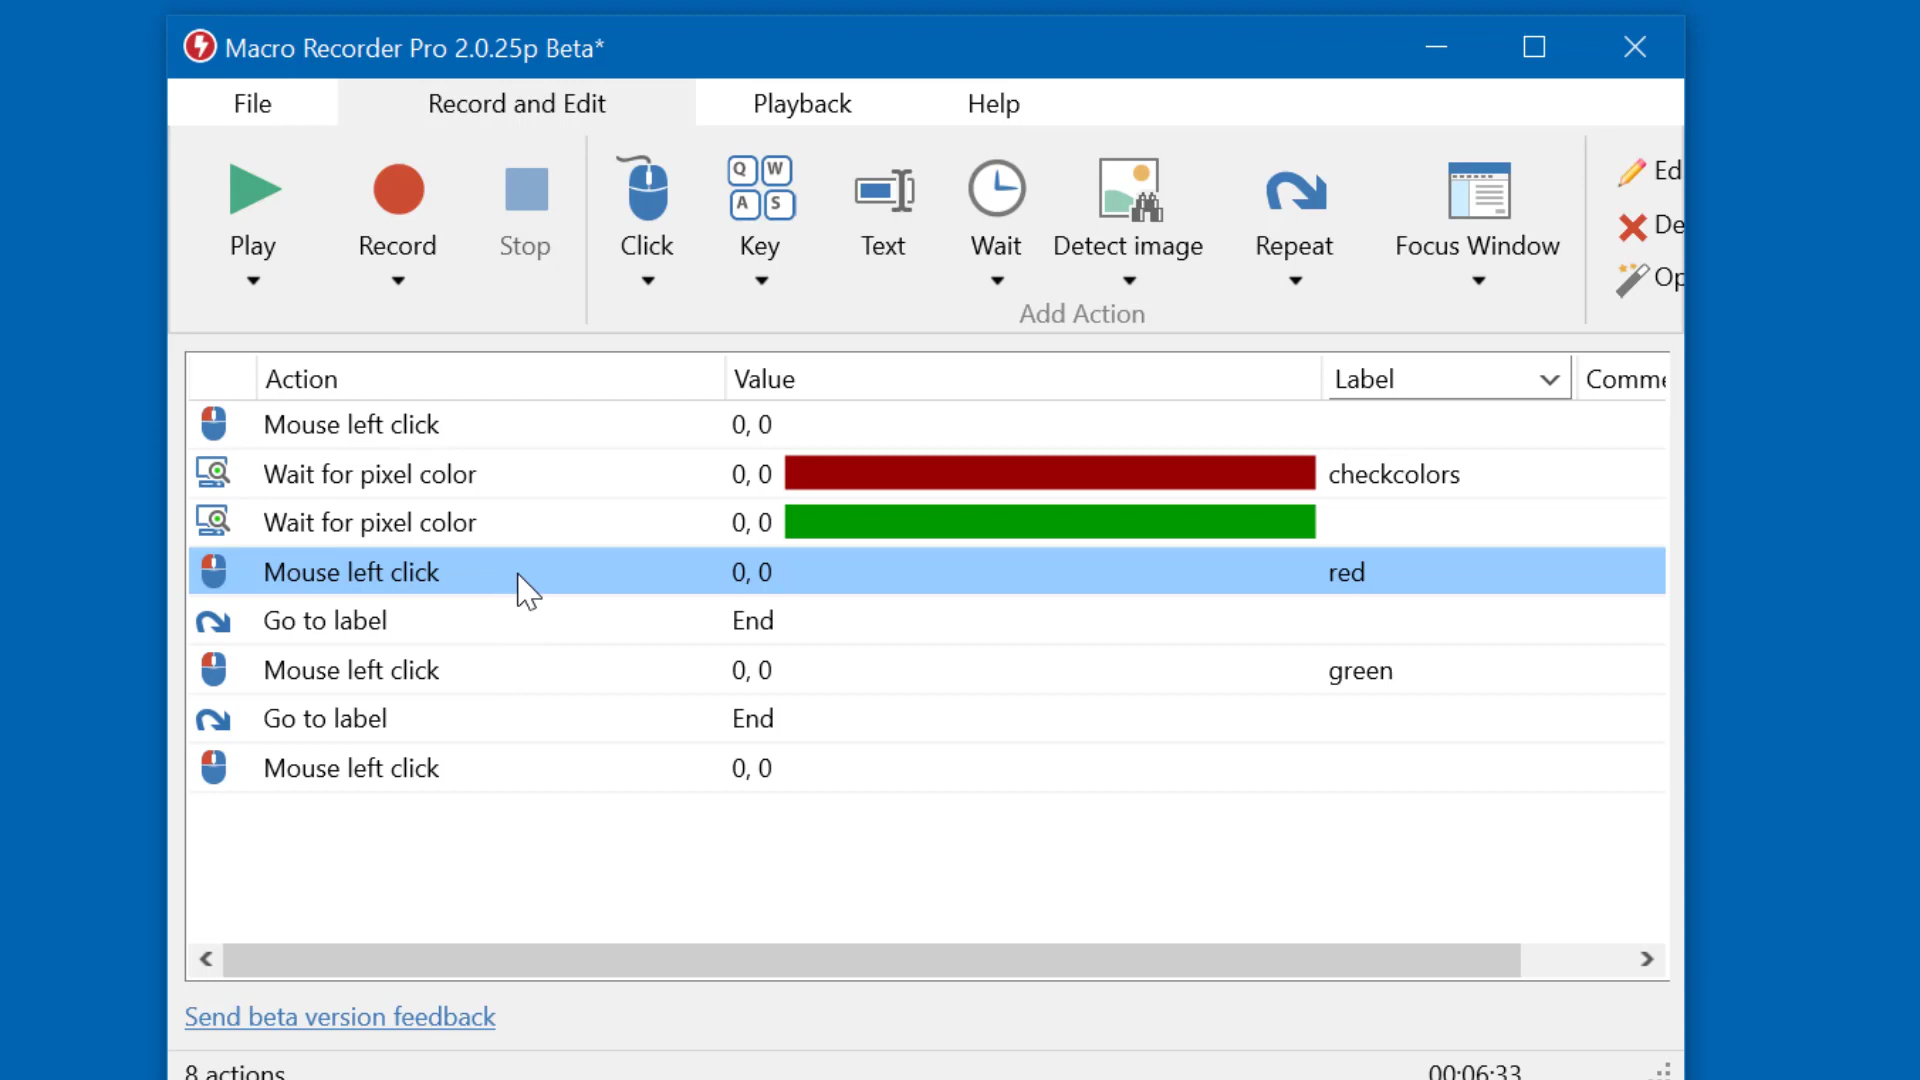 Macro Recorder Pro 2.0.25p Beta*
File Record and Edit Playback Help
Q W
A S
Ed
De
Op
Play Record Stop Click Key Text Wait Detect image Repeat Focus Window
Add Action
Action Value Label Comme
Mouse left click 0, 0
Wait for pixel color 0, 0 checkcolors
Wait for pixel color 0, 0
Mouse left click 0, 0 red
Go to label End
Mouse left click 0, 0 green
Go to label End
Mouse left click 0, 0
Send beta version feedback
8 actions 00:06:33